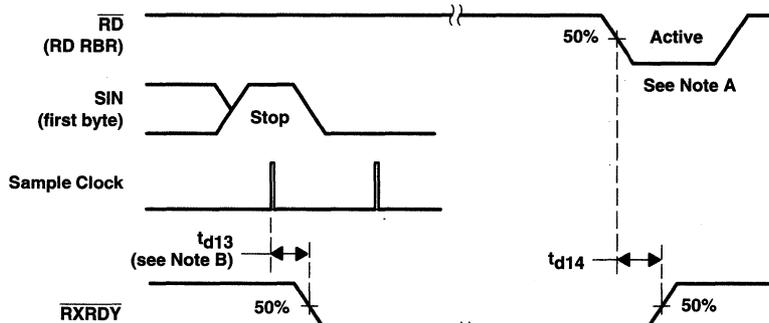 RD
(RD RBR)
50%
Active
See Note A
SIN
(first byte)
Stop
Sample Clock
td13
(see Note B)
td14
RXRDY
50%
50%